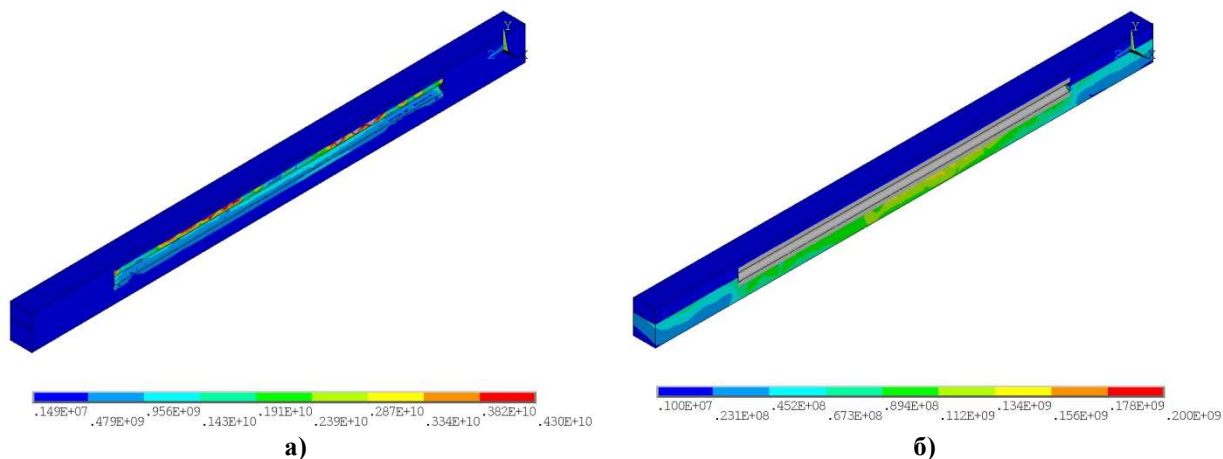 Y
Z X
Y
Z X
.149E+07 .956E+09 .191E+10 .287E+10 .382E+10
.479E+09 .143E+10 .239E+10 .334E+10 .430E+10
.100E+07 .452E+08 .894E+08 .134E+09 .178E+09
.231E+08 .673E+08 .112E+09 .156E+09 .200E+09
а)
б)